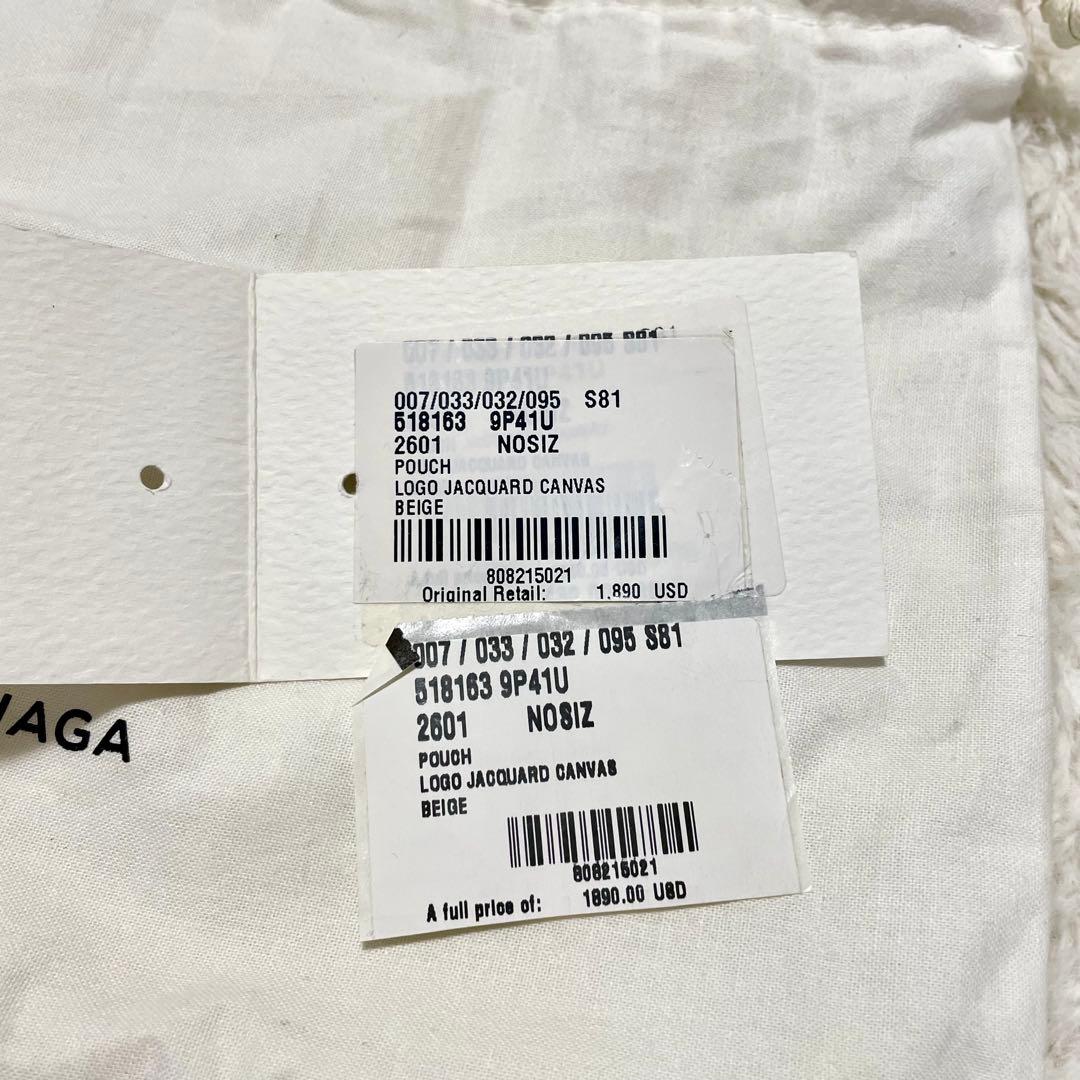 007/033/032/095 S81
518163 9P41U
2601 NOSIZ
POUCH
LOGO JACQUARD CANVAS
BEIGE
808215021
Original Retail: 1,890 USD
007 / 033 / 032 / 095 S81
518163 9P41U
2601 NOSIZ
POUCH
LOGO JACQUARD CANVAS
BEIGE
808215021
A full price of: 1890.00 USD
IAGA